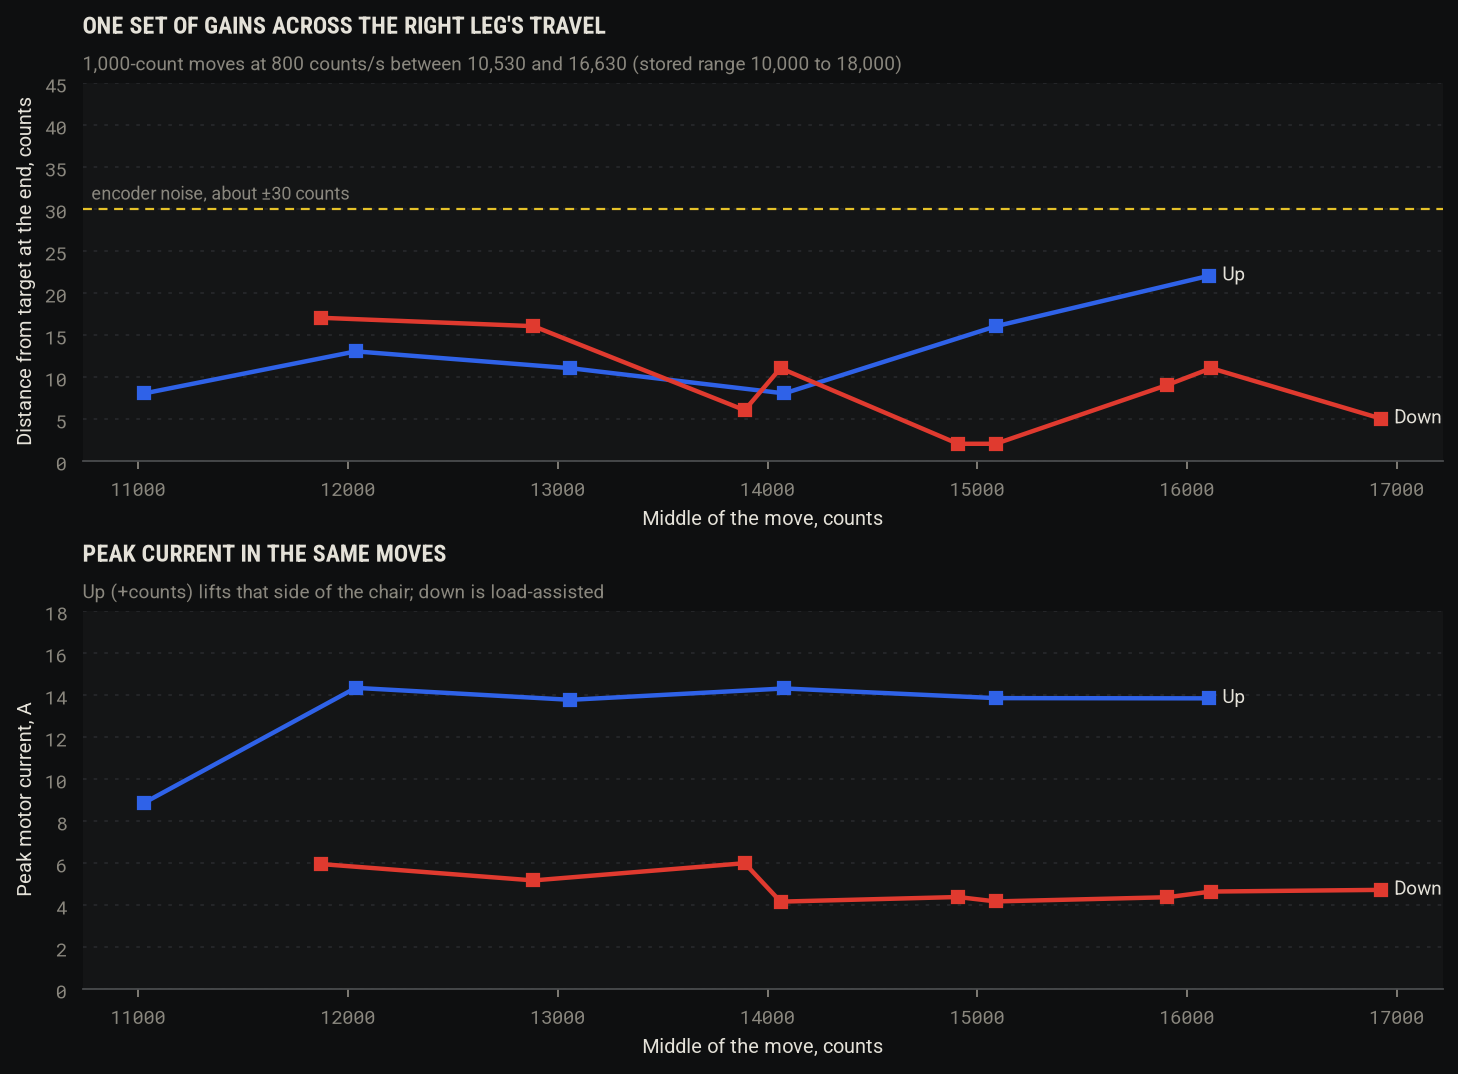 ONE SET OF GAINS ACROSS THE RIGHT LEG'S TRAVEL
1,000-count moves at 800 counts/s between 10,530 and 16,630 (stored range 10,000 to 18,000)
Distance from target at the end, counts
45
40
35
encoder noise, about ±30 counts
30
25
Up
20
15
10
5
Down
0
11000 12000 13000 14000 15000 16000 17000
Middle of the move, counts
PEAK CURRENT IN THE SAME MOVES
Up (+counts) lifts that side of the chair; down is load-assisted
Peak motor current, A
18
16
14
Up
12
10
8
6
4
Down
2
0
11000 12000 13000 14000 15000 16000 17000
Middle of the move, counts